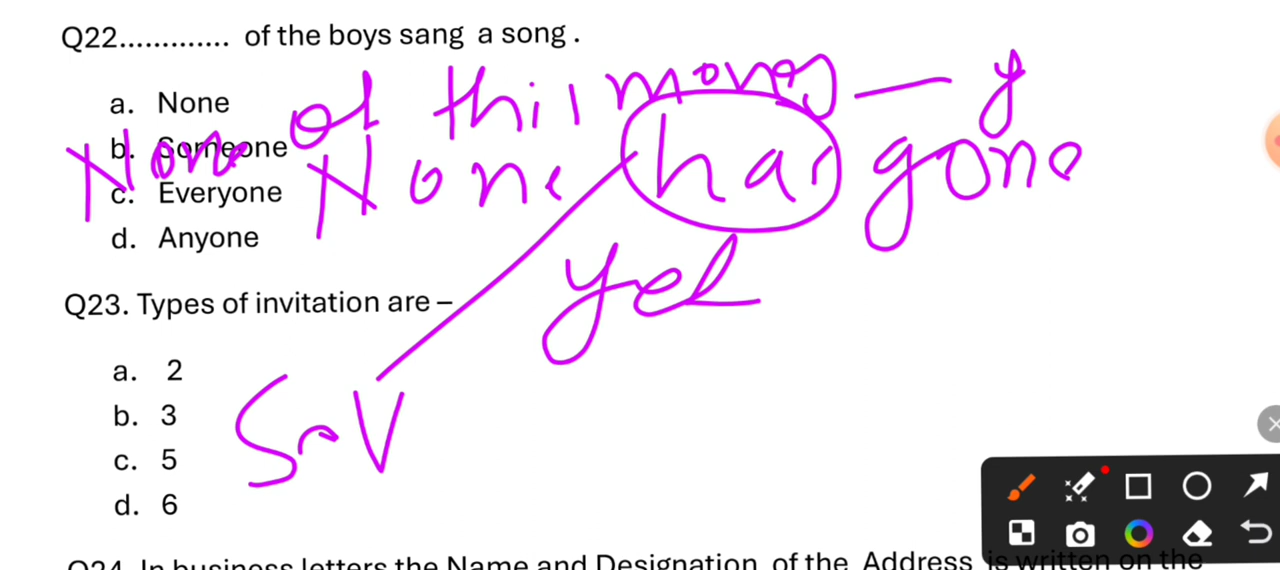 Q22............. of the boys sang a song .
a. None
b. Someone
c. Everyone
d. Anyone
None of this money – y
None has gone
yet
Q23. Types of invitation are –
a. 2
b. 3
c. 5
d. 6
S V